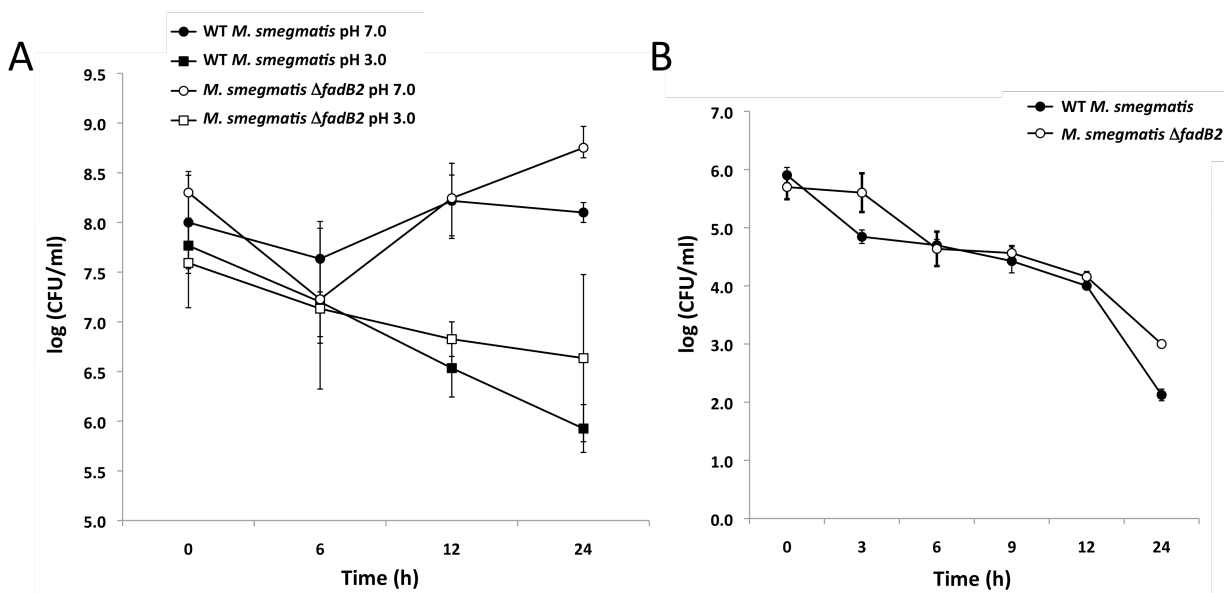 A
WT M. smegmatis pH 7.0
WT M. smegmatis pH 3.0
M. smegmatis ΔfadB2 pH 7.0
M. smegmatis ΔfadB2 pH 3.0
9.5
9.0
8.5
8.0
7.5
7.0
6.5
6.0
5.5
5.0
log (CFU/ml)
0 6 12 24
Time (h)
B
WT M. smegmatis
M. smegmatis ΔfadB2
7.0
6.0
5.0
4.0
3.0
2.0
1.0
0.0
log (CFU/ml)
0 3 6 9 12 24
Time (h)